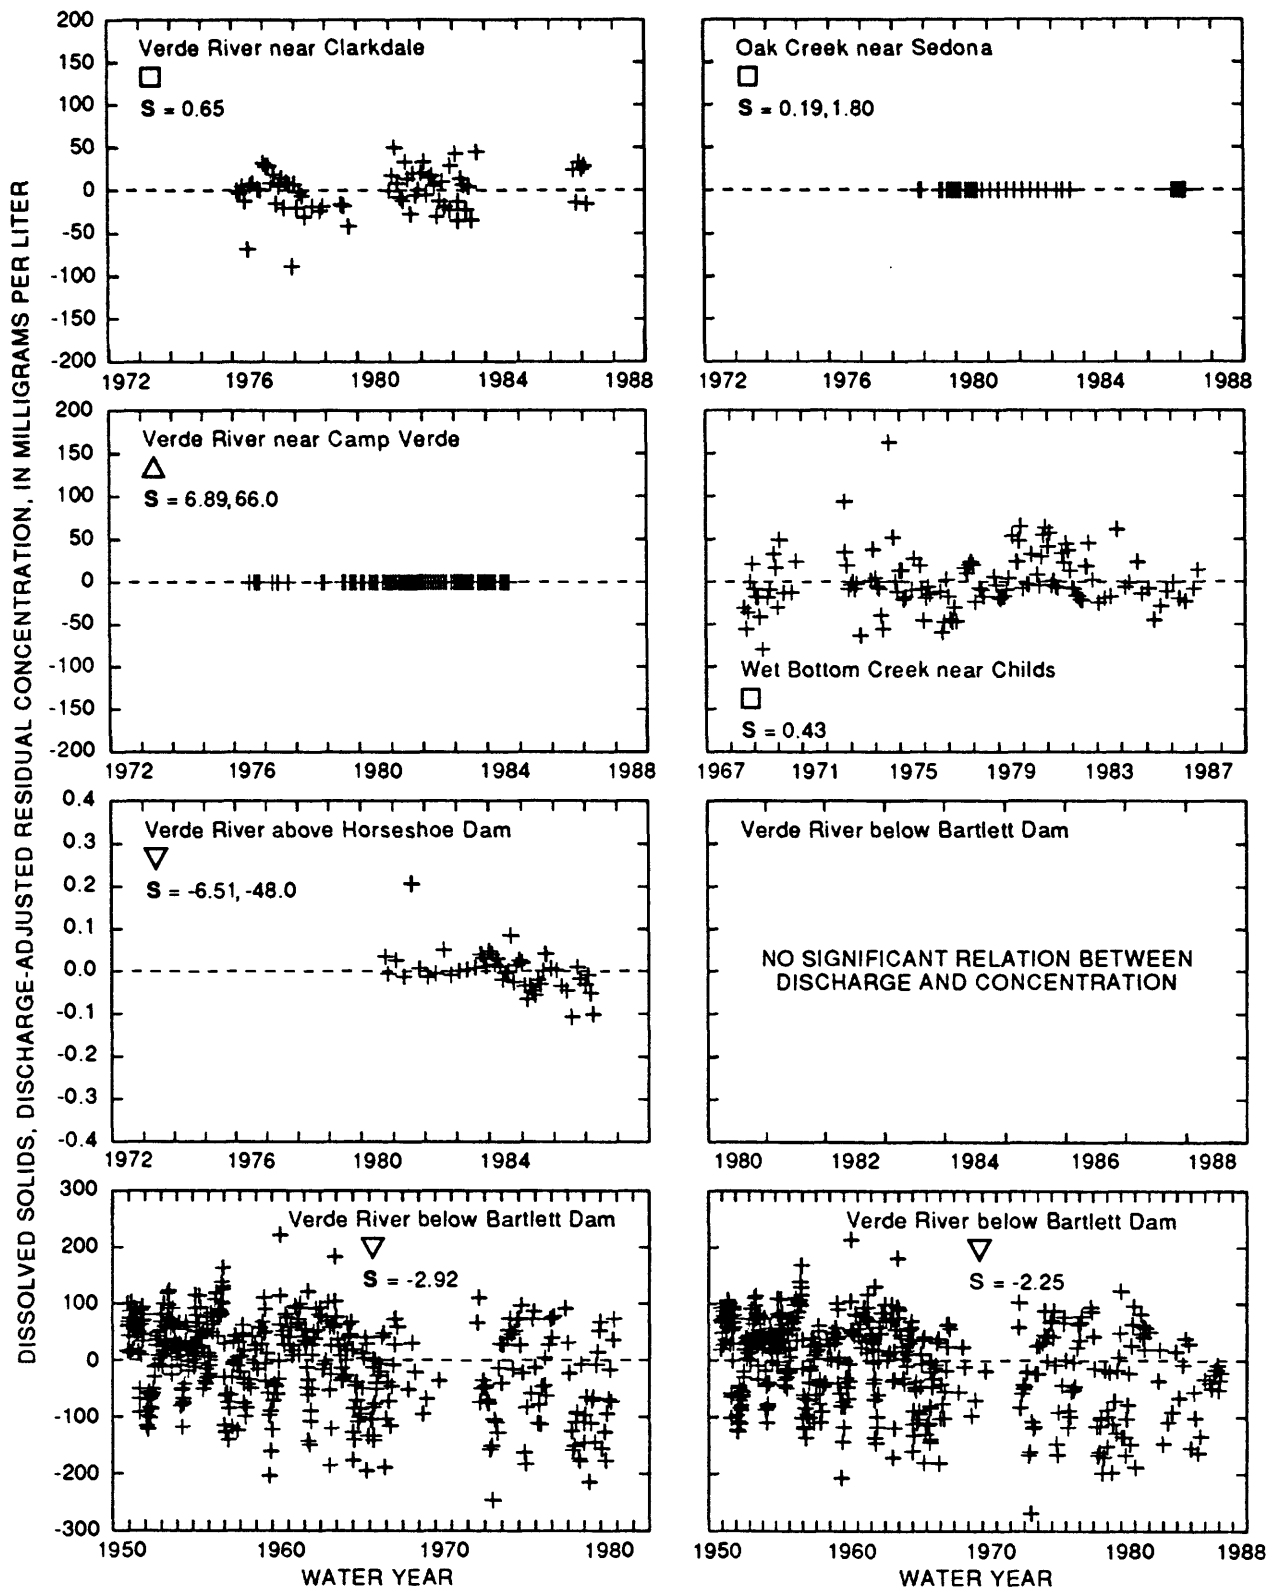 DISSOLVED SOLIDS, DISCHARGE-ADJUSTED RESIDUAL CONCENTRATION, IN MILLIGRAMS PER LITER
200
150
100
50
0
-50
-100
-150
-200
Verde River near Clarkdale
S = 0.65
1972 1976 1980 1984 1988
Oak Creek near Sedona
S = 0.19,1.80
1972 1976 1980 1984 1988
200
150
100
50
0
-50
-100
-150
-200
Verde River near Camp Verde
S = 6.89,66.0
1972 1976 1980 1984 1988
Wet Bottom Creek near Childs
S = 0.43
1967 1971 1975 1979 1983 1987
0.4
0.3
0.2
0.1
0.0
-0.1
-0.2
-0.3
-0.4
Verde River above Horseshoe Dam
S = -6.51, -48.0
1972 1976 1980 1984
Verde River below Bartlett Dam
NO SIGNIFICANT RELATION BETWEEN
DISCHARGE AND CONCENTRATION
1980 1982 1984 1986 1988
300
200
100
0
-100
-200
-300
Verde River below Bartlett Dam
S = -2.92
1950 1960 1970 1980
WATER YEAR
Verde River below Bartlett Dam
S = -2.25
1950 1960 1970 1980 1988
WATER YEAR